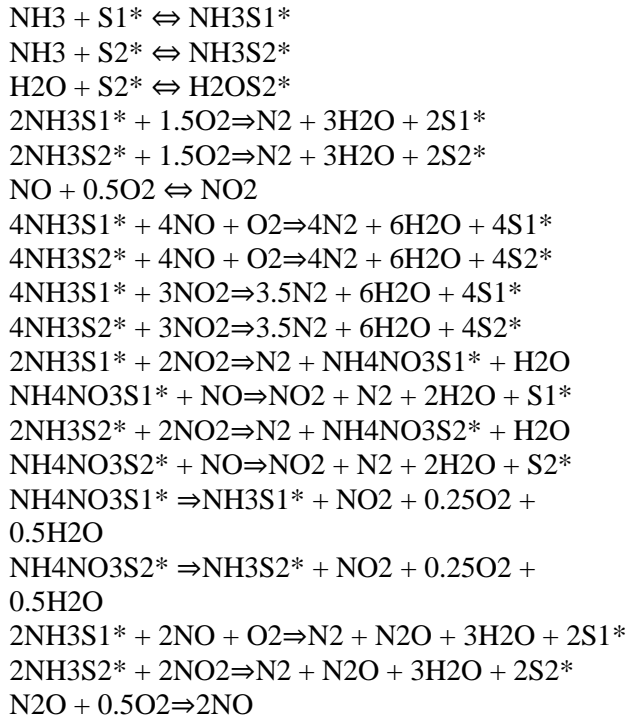 NH3 + S1* ⇔ NH3S1*
NH3 + S2* ⇔ NH3S2*
H2O + S2* ⇔ H2OS2*
2NH3S1* + 1.5O2⇒N2 + 3H2O + 2S1*
2NH3S2* + 1.5O2⇒N2 + 3H2O + 2S2*
NO + 0.5O2 ⇔ NO2
4NH3S1* + 4NO + O2⇒4N2 + 6H2O + 4S1*
4NH3S2* + 4NO + O2⇒4N2 + 6H2O + 4S2*
4NH3S1* + 3NO2⇒3.5N2 + 6H2O + 4S1*
4NH3S2* + 3NO2⇒3.5N2 + 6H2O + 4S2*
2NH3S1* + 2NO2⇒N2 + NH4NO3S1* + H2O
NH4NO3S1* + NO⇒NO2 + N2 + 2H2O + S1*
2NH3S2* + 2NO2⇒N2 + NH4NO3S2* + H2O
NH4NO3S2* + NO⇒NO2 + N2 + 2H2O + S2*
NH4NO3S1* ⇒NH3S1* + NO2 + 0.25O2 +
0.5H2O
NH4NO3S2* ⇒NH3S2* + NO2 + 0.25O2 +
0.5H2O
2NH3S1* + 2NO + O2⇒N2 + N2O + 3H2O + 2S1*
2NH3S2* + 2NO2⇒N2 + N2O + 3H2O + 2S2*
N2O + 0.5O2⇒2NO